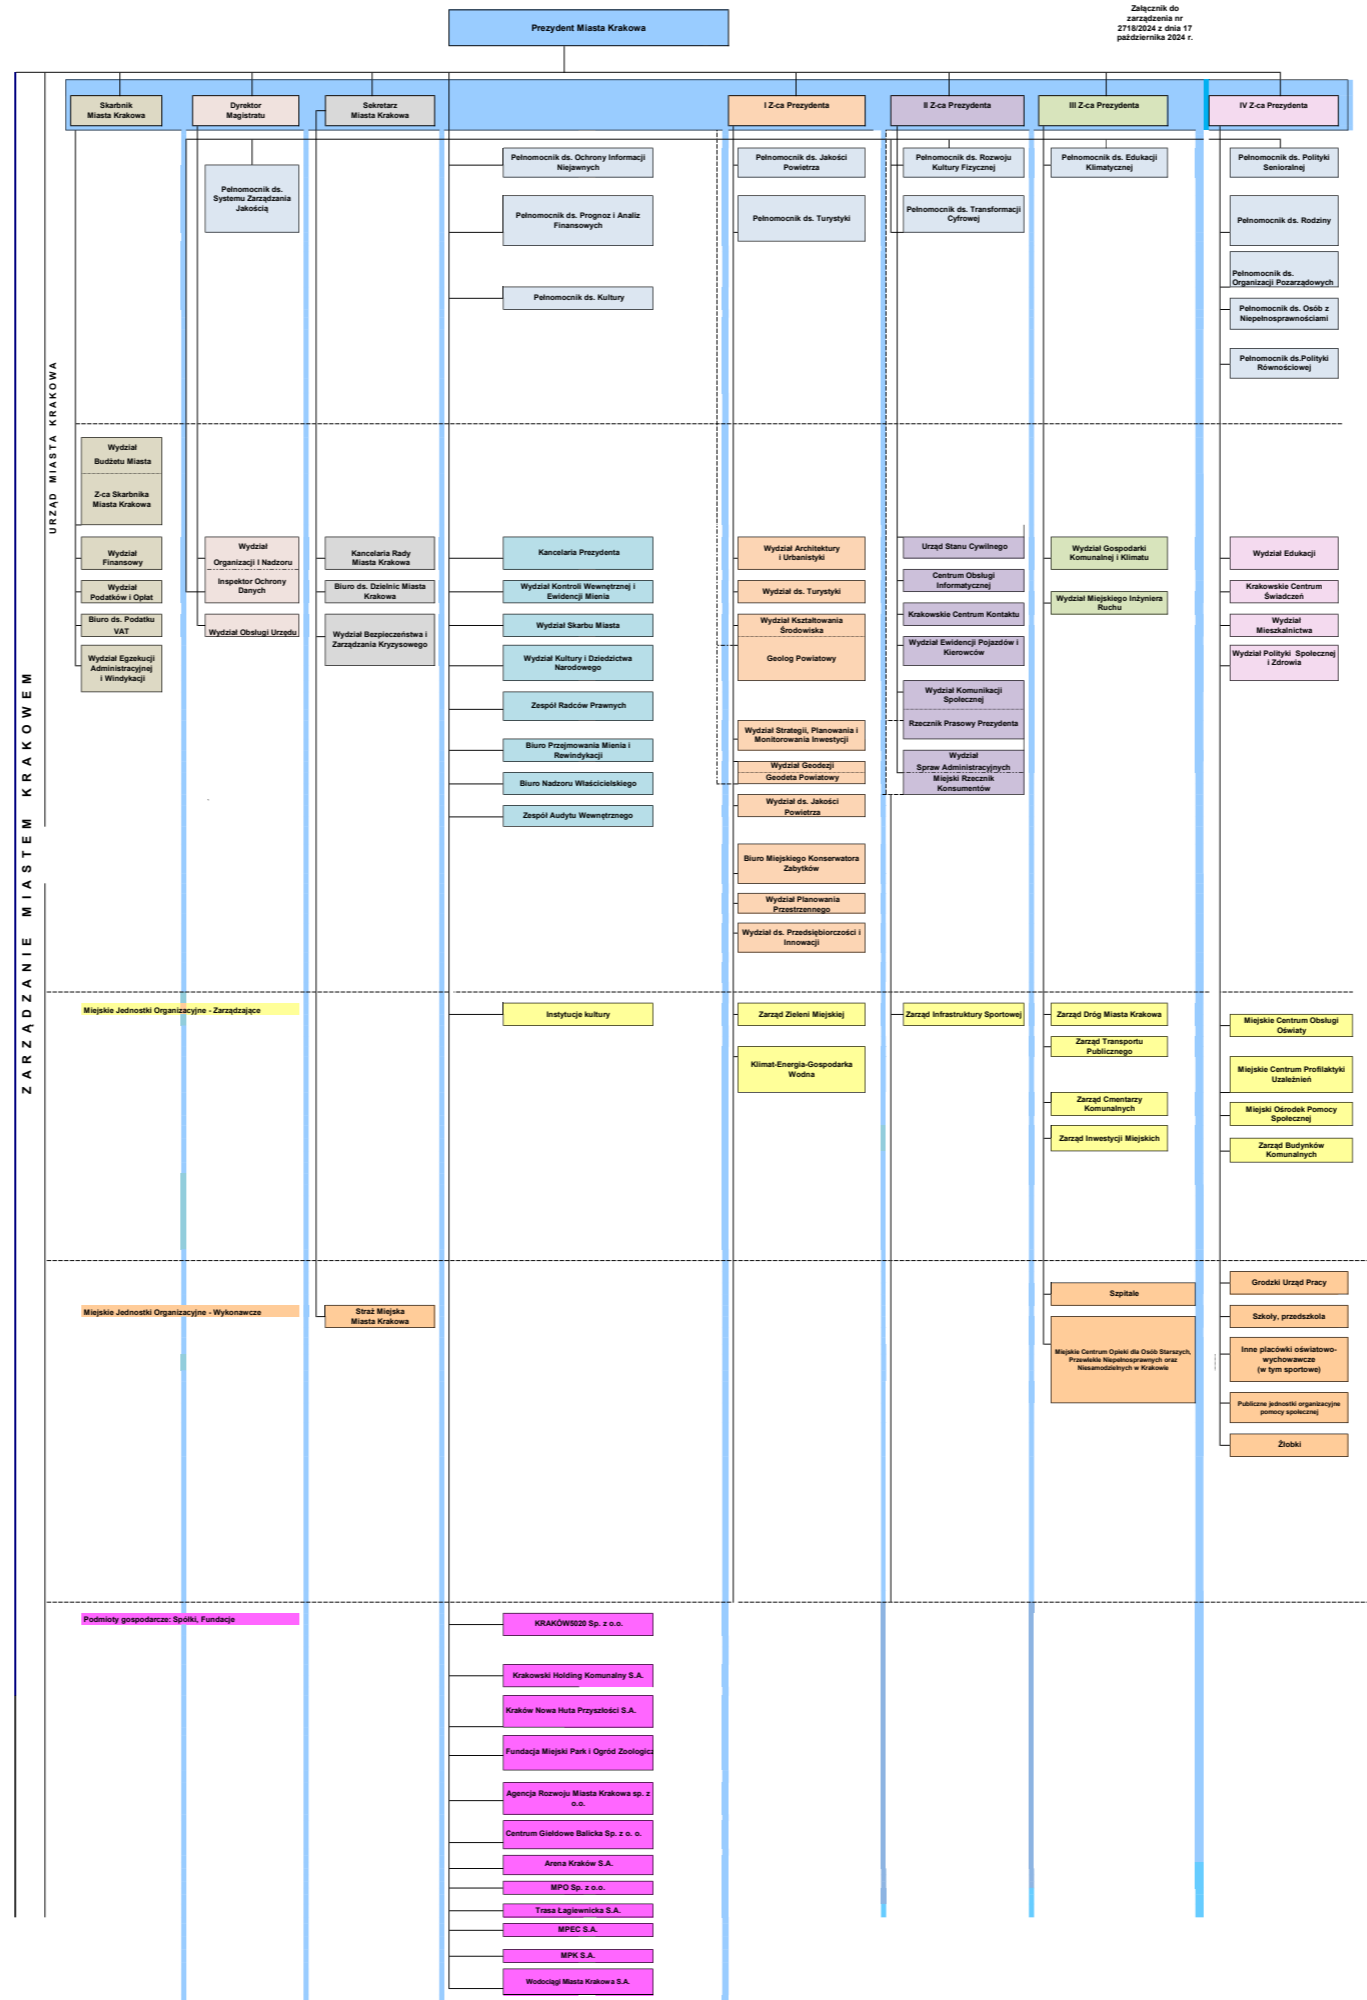 Załącznik do
zarządzenia nr
2718/2024 z dnia 17
października 2024 r.
Prezydent Miasta Krakowa
ZARZĄDZANIE MIASTEM KRAKOWEM
URZĄD MIASTA KRAKOWA
Skarbnik
Miasta Krakowa
Dyrektor
Magistratu
Sekretarz
Miasta Krakowa
I Z-ca Prezydenta
II Z-ca Prezydenta
III Z-ca Prezydenta
IV Z-ca Prezydenta
Pełnomocnik ds.
Systemu Zarządzania
Jakością
Pełnomocnik ds. Ochrony Informacji
Niejawnych
Pełnomocnik ds. Prognoz i Analiz
Finansowych
Pełnomocnik ds. Kultury
Pełnomocnik ds. Jakości
Powietrza
Pełnomocnik ds. Turystyki
Pełnomocnik ds. Rozwoju
Kultury Fizycznej
Pełnomocnik ds. Transformacji
Cyfrowej
Pełnomocnik ds. Edukacji
Klimatycznej
Pełnomocnik ds. Polityki
Senioralnej
Pełnomocnik ds. Rodziny
Pełnomocnik ds.
Organizacji Pozarządowych
Pełnomocnik ds. Osób z
Niepełnosprawnościami
Pełnomocnik ds.Polityki
Równościowej
Wydział
Budżetu Miasta
Z-ca Skarbnika
Miasta Krakowa
Wydział
Finansowy
Wydział
Podatków i Opłat
Biuro ds. Podatku
VAT
Wydział Egzekucji
Administracyjnej
i Windykacji
Wydział
Organizacji I Nadzoru
Inspektor Ochrony
Danych
Wydział Obsługi Urzędu
Kancelaria Rady
Miasta Krakowa
Biuro ds. Dzielnic Miasta
Krakowa
Wydział Bezpieczeństwa i
Zarządzania Kryzysowego
Kancelaria Prezydenta
Wydział Kontroli Wewnętrznej i
Ewidencji Mienia
Wydział Skarbu Miasta
Wydział Kultury i Dziedzictwa
Narodowego
Zespół Radców Prawnych
Biuro Przejmowania Mienia i
Rewindykacji
Biuro Nadzoru Właścicielskiego
Zespół Audytu Wewnętrznego
Wydział Architektury
i Urbanistyki
Wydział ds. Turystyki
Wydział Kształtowania
Środowiska
Geolog Powiatowy
Wydział Strategii, Planowania i
Monitorowania Inwestycji
Wydział Geodezji
Geodeta Powiatowy
Wydział ds. Jakości
Powietrza
Biuro Miejskiego Konserwatora
Zabytków
Wydział Planowania
Przestrzennego
Wydział ds. Przedsiębiorczości i
Innowacji
Urząd Stanu Cywilnego
Centrum Obsługi
Informatycznej
Krakowskie Centrum Kontaktu
Wydział Ewidencji Pojazdów i
Kierowców
Wydział Komunikacji
Społecznej
Rzecznik Prasowy Prezydenta
Wydział
Spraw Administracyjnych
Miejski Rzecznik
Konsumentów
Wydział Gospodarki
Komunalnej i Klimatu
Wydział Miejskiego Inżyniera
Ruchu
Wydział Edukacji
Krakowskie Centrum
Świadczeń
Wydział
Mieszkalnictwa
Wydział Polityki Społecznej
i Zdrowia
Miejskie Jednostki Organizacyjne - Zarządzające
Instytucje kultury
Zarząd Zieleni Miejskiej
Klimat-Energia-Gospodarka
Wodna
Zarząd Infrastruktury Sportowej
Zarząd Dróg Miasta Krakowa
Zarząd Transportu
Publicznego
Zarząd Cmentarzy
Komunalnych
Zarząd Inwestycji Miejskich
Miejskie Centrum Obsługi
Oświaty
Miejskie Centrum Profilaktyki
Uzależnień
Miejski Ośrodek Pomocy
Społecznej
Zarząd Budynków
Komunalnych
Miejskie Jednostki Organizacyjne - Wykonawcze
Straż Miejska
Miasta Krakowa
Szpitale
Miejskie Centrum Opieki dla Osób Starszych,
Przewlekle Niepełnosprawnych oraz
Niesamodzielnych w Krakowie
Grodzki Urząd Pracy
Szkoły, przedszkola
Inne placówki oświatowo-
wychowawcze
(w tym sportowe)
Publiczne jednostki organizacyjne
pomocy społecznej
Żłobki
Podmioty gospodarcze: Spółki, Fundacje
KRAKÓW5020 Sp. z o.o.
Krakowski Holding Komunalny S.A.
Kraków Nowa Huta Przyszłości S.A.
Fundacja Miejski Park i Ogród Zoologicz
Agencja Rozwoju Miasta Krakowa sp. z
o.o.
Centrum Giełdowe Balicka Sp. z o. o.
Arena Kraków S.A.
MPO Sp. z o.o.
Trasa Łagiewnicka S.A.
MPEC S.A.
MPK S.A.
Wodociągi Miasta Krakowa S.A.